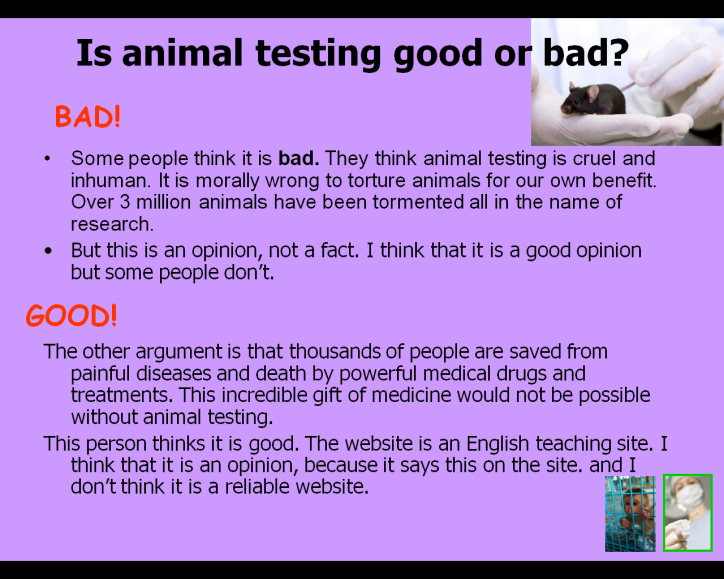 Is animal testing good or bad?
BAD!
• Some people think it is bad. They think animal testing is cruel and
inhuman. It is morally wrong to torture animals for our own benefit.
Over 3 million animals have been tormented all in the name of
research.
• But this is an opinion, not a fact. I think that it is a good opinion
but some people don't.
GOOD!
The other argument is that thousands of people are saved from
painful diseases and death by powerful medical drugs and
treatments. This incredible gift of medicine would not be possible
without animal testing.
This person thinks it is good. The website is an English teaching site. I
think that it is an opinion, because it says this on the site. and I
don't think it is a reliable website.